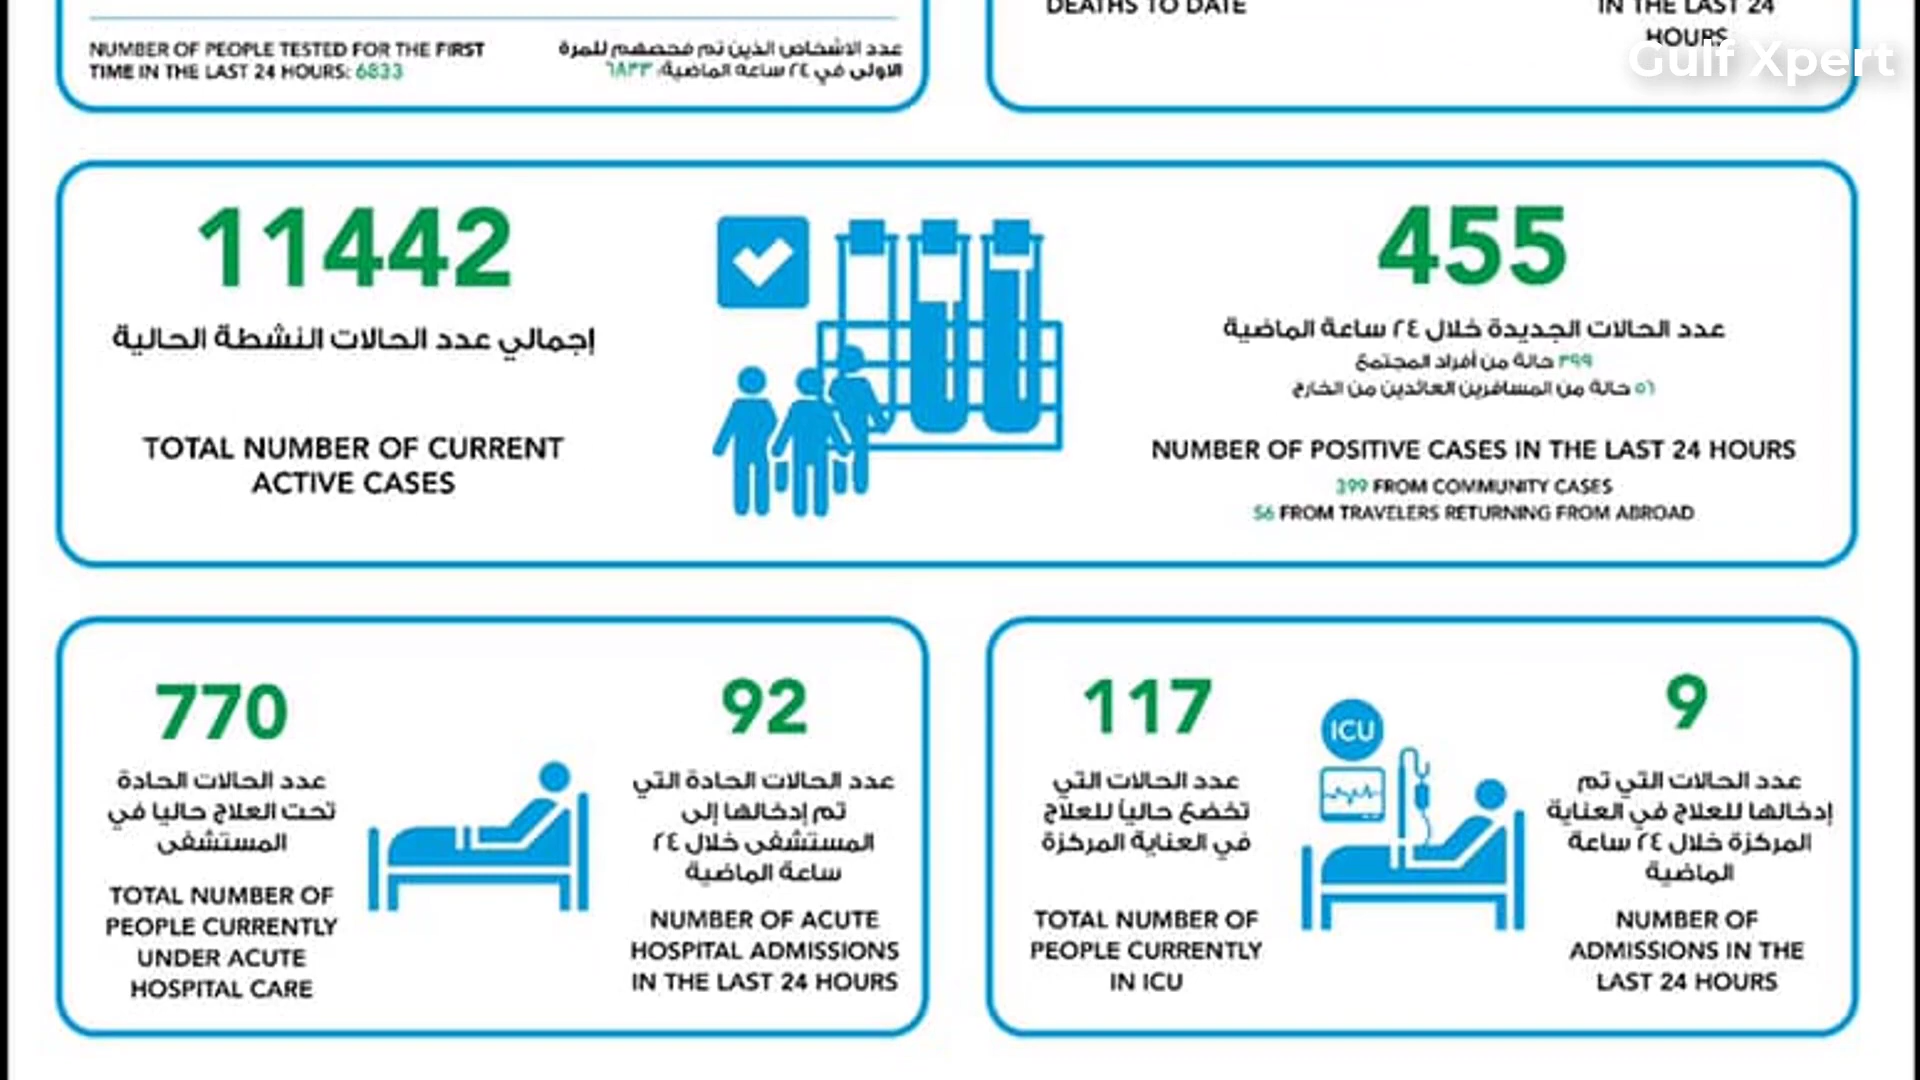 DEATHS TO DATE
IN THE LAST 24
HOURS
Gulf Xpert
NUMBER OF PEOPLE TESTED FOR THE FIRST
TIME IN THE LAST 24 HOURS: 6833
عدد الاشخاص الذين تم فحصهم للمرة
الاولى في ٢٤ ساعة الماضية: ٦٨٣٣
11442
إجمالي عدد الحالات النشطة الحالية
TOTAL NUMBER OF CURRENT
ACTIVE CASES
455
عدد الحالات الجديدة خلال ٢٤ ساعة الماضية
٣٩٩ حالة من أفراد المجتمع
٥٦ حالة من المسافرين العائدين من الخارج
NUMBER OF POSITIVE CASES IN THE LAST 24 HOURS
399 FROM COMMUNITY CASES
56 FROM TRAVELERS RETURNING FROM ABROAD
770
عدد الحالات الحادة
تحت العلاج حاليا في
المستشفى
TOTAL NUMBER OF
PEOPLE CURRENTLY
UNDER ACUTE
HOSPITAL CARE
92
عدد الحالات الحادة التي
تم إدخالها إلى
المستشفى خلال ٢٤
ساعة الماضية
NUMBER OF ACUTE
HOSPITAL ADMISSIONS
IN THE LAST 24 HOURS
117
عدد الحالات التي
تخضع حالياً للعلاج
في العناية المركزة
TOTAL NUMBER OF
PEOPLE CURRENTLY
IN ICU
ICU
9
عدد الحالات التي تم
إدخالها للعلاج في العناية
المركزة خلال ٢٤ ساعة
الماضية
NUMBER OF
ADMISSIONS IN THE
LAST 24 HOURS